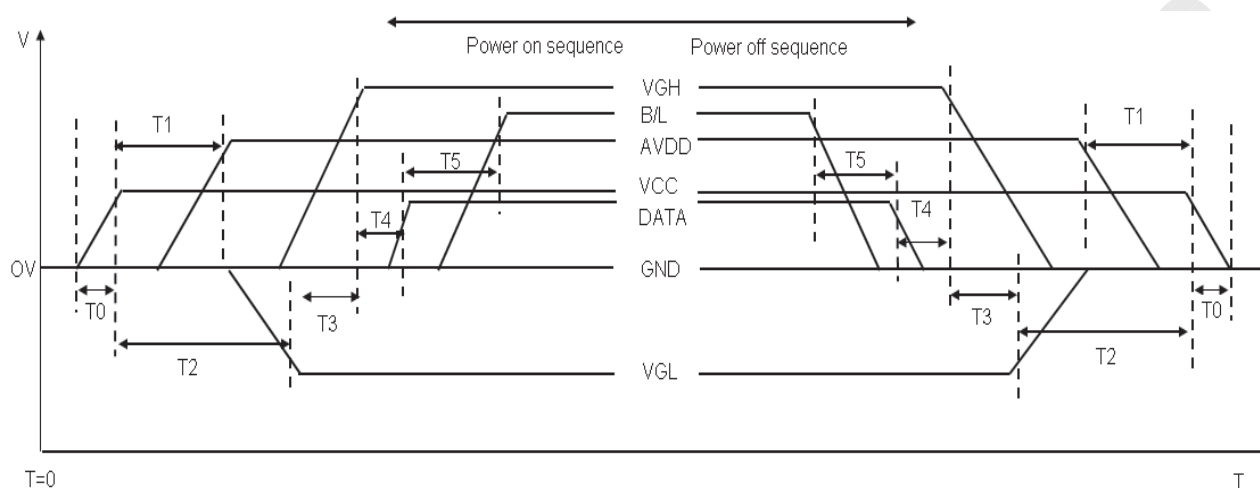 V
Power on sequence
Power off sequence
VGH
B/L
AVDD
VCC
DATA
T1
T1
T5
T5
T4
T4
OV
GND
T0
T3
T3
T0
T2
T2
VGL
T=0
T